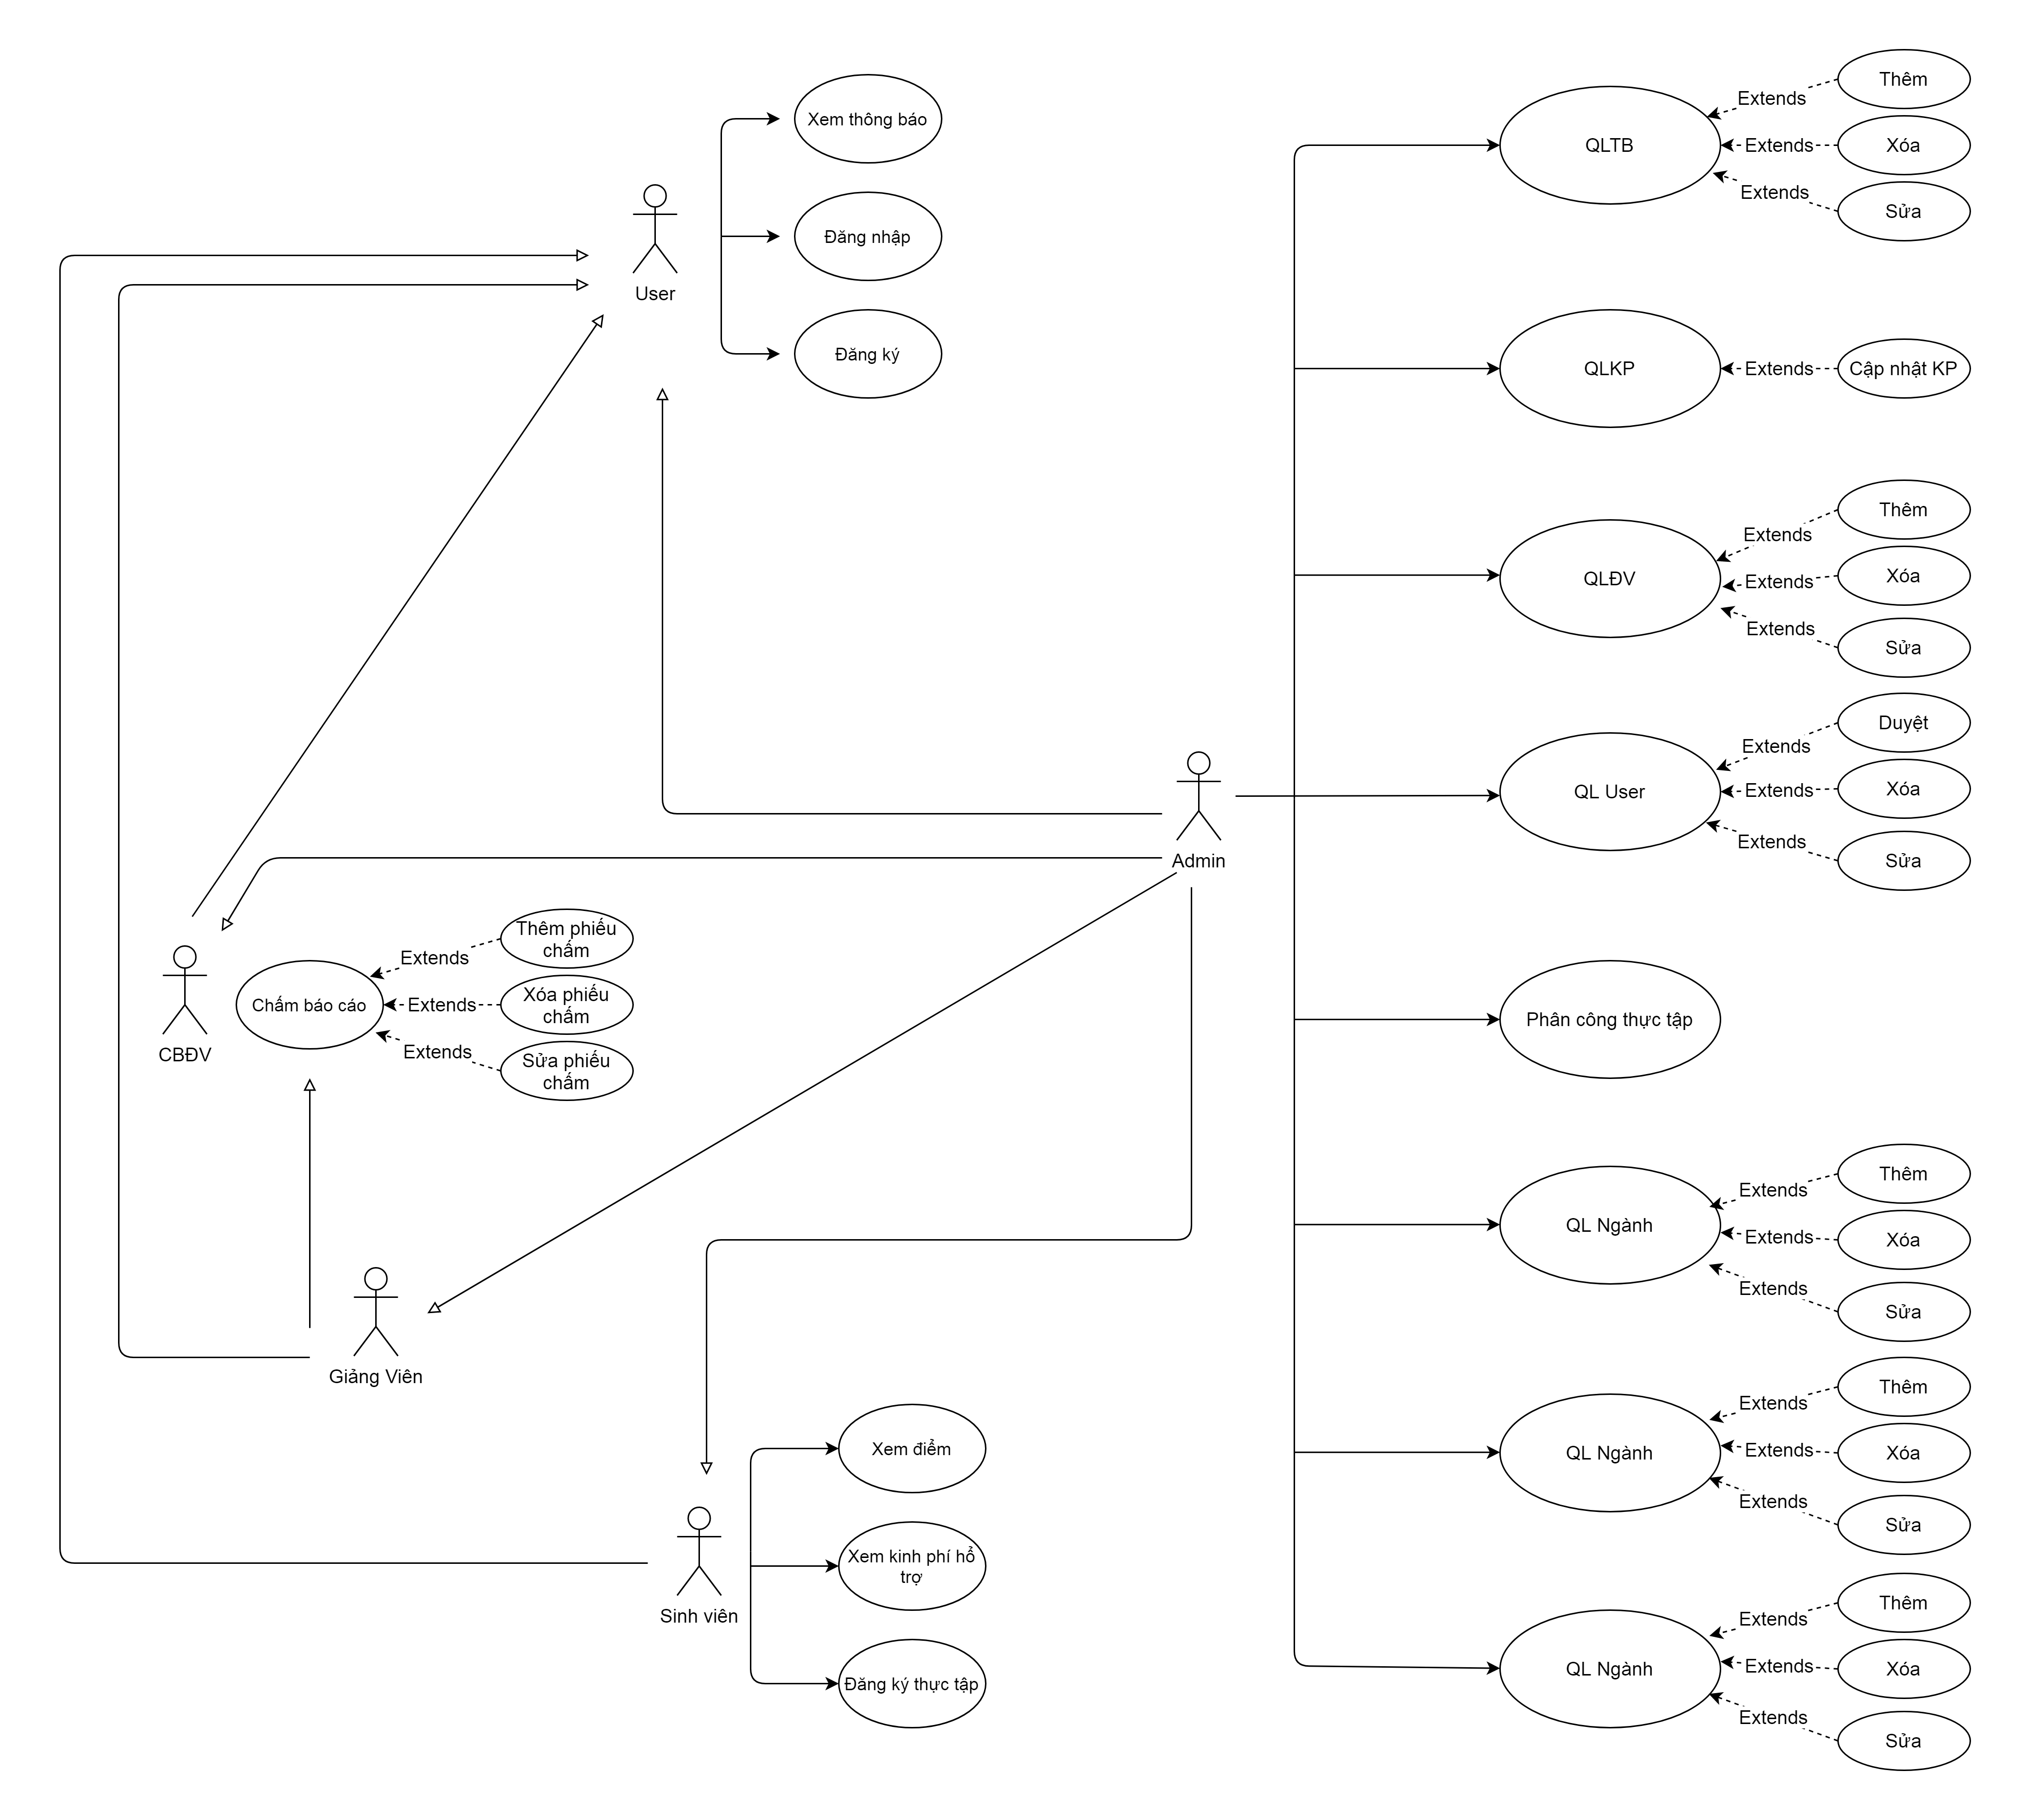 Xem thông báo
Đăng nhập
Đăng ký
User
QLTB
Extends
Thêm
Extends
Xóa
Extends
Sửa
QLKP
Extends
Cập nhật KP
QLĐV
Extends
Thêm
Extends
Xóa
Extends
Sửa
QL User
Extends
Duyệt
Extends
Xóa
Extends
Sửa
Admin
CBĐV
Chấm báo cáo
Extends
Thêm phiếu
chấm
Extends
Xóa phiếu
chấm
Extends
Sửa phiếu
chấm
Phân công thực tập
QL Ngành
Extends
Thêm
Extends
Xóa
Extends
Sửa
Giảng Viên
QL Ngành
Extends
Thêm
Extends
Xóa
Extends
Sửa
Sinh viên
Xem điểm
Xem kinh phí hổ
trợ
Đăng ký thực tập
QL Ngành
Extends
Thêm
Extends
Xóa
Extends
Sửa